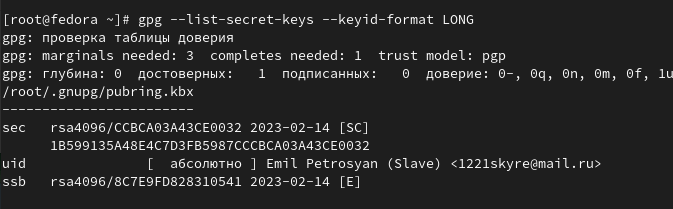 [root@fedora ~]# gpg --list-secret-keys --keyid-format LONG
gpg: проверка таблицы доверия
gpg: marginals needed: 3  completes needed: 1  trust model: pgp
gpg: глубина: 0  достоверных:   1  подписанных:   0  доверие: 0-, 0q, 0n, 0m, 0f, 1u
/root/.gnupg/pubring.kbx
------------------------
sec   rsa4096/CCBCA03A43CE0032 2023-02-14 [SC]
      1B599135A48E4C7D3FB5987CCCBCA03A43CE0032
uid               [  абсолютно ] Emil Petrosyan (Slave) <1221skyre@mail.ru>
ssb   rsa4096/8C7E9FD828310541 2023-02-14 [E]